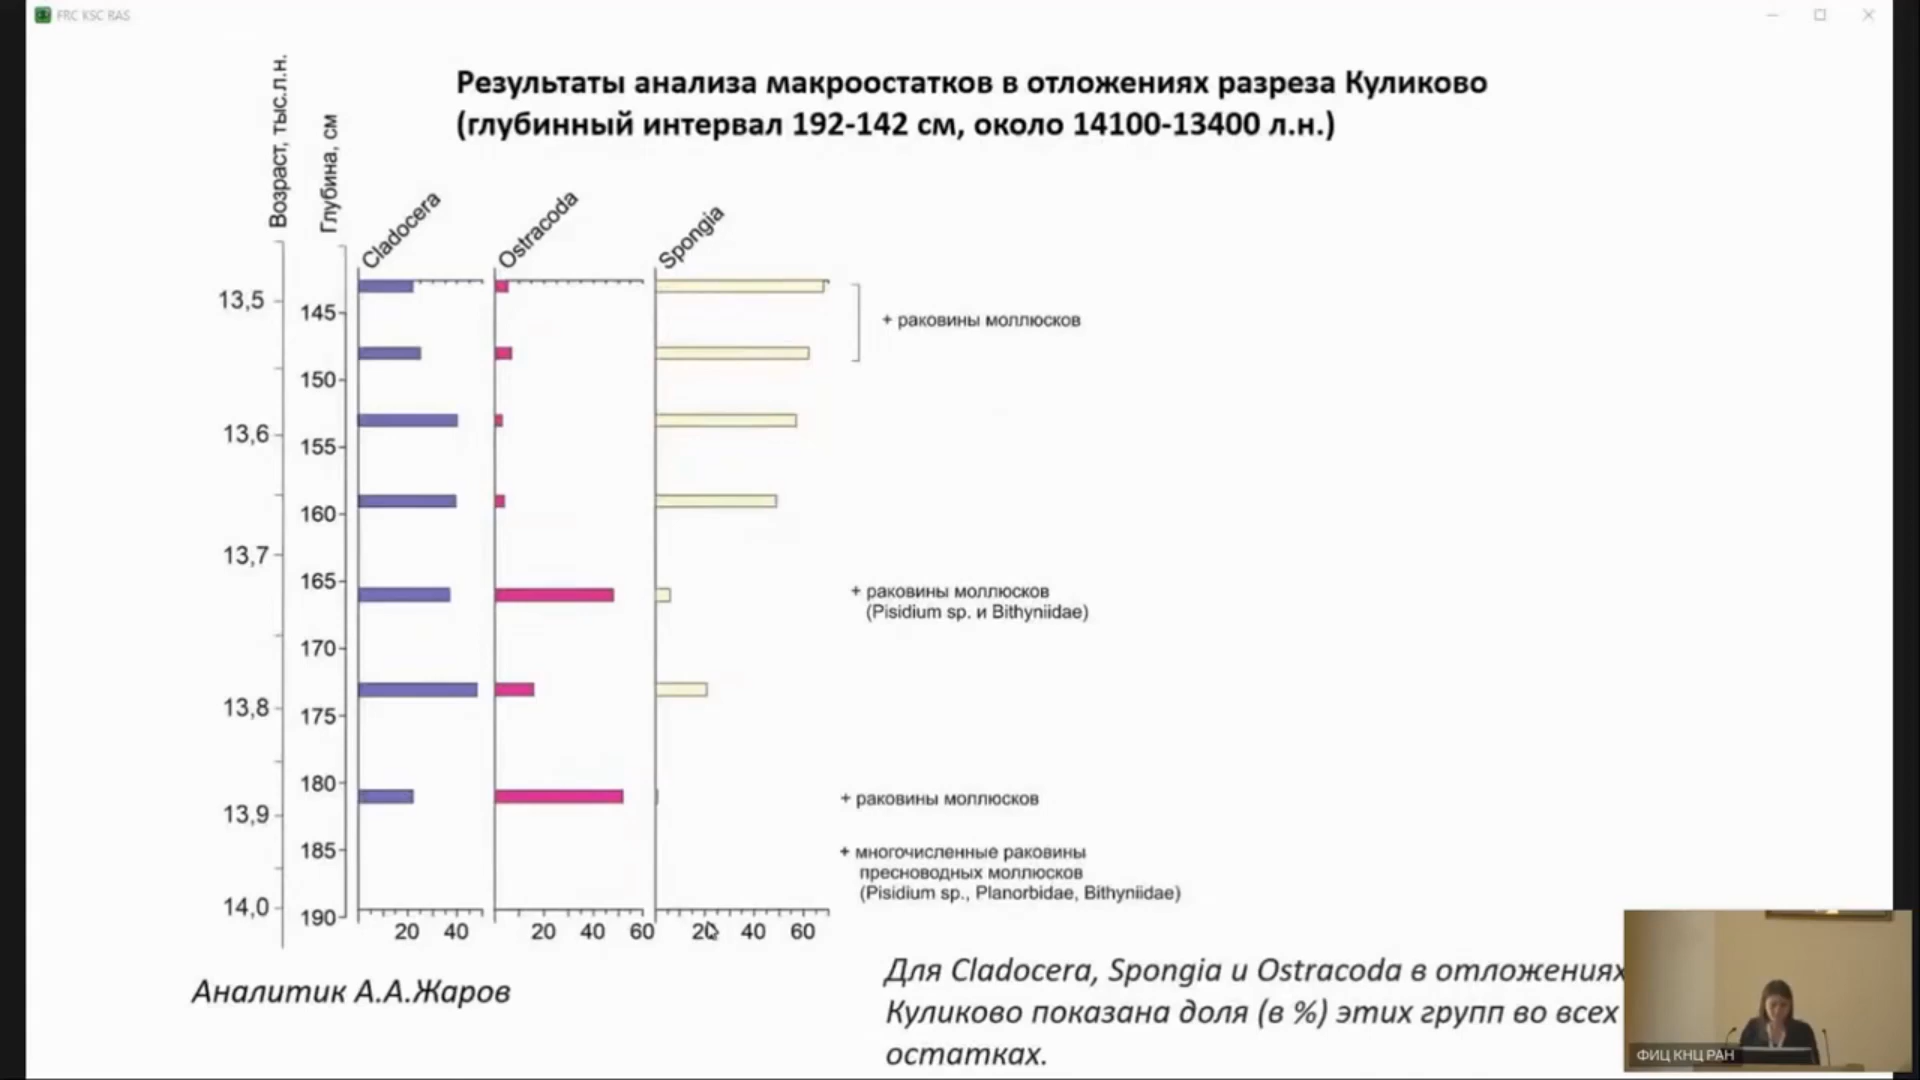 FRC KSC RAS
Результаты анализа макроостатков в отложениях разреза Куликово
(глубинный интервал 192-142 см, около 14100-13400 л.н.)
Возраст, тыс.л.н.
Глубина, см
Cladocera
Ostracoda
Spongia
13,5
13,6
13,7
13,8
13,9
14,0
145
150
155
160
165
170
175
180
185
190
+ раковины моллюсков
+ раковины моллюсков
(Pisidium sp. и Bithyniidae)
+ раковины моллюсков
+ многочисленные раковины
пресноводных моллюсков
(Pisidium sp., Planorbidae, Bithyniidae)
20 40
20 40 60
20 40 60
Аналитик А.А.Жаров
Для Cladocera, Spongia и Ostracoda в отложениях
Куликово показана доля (в %) этих групп во всех
остатках.
ФИЦ КНЦ РАН